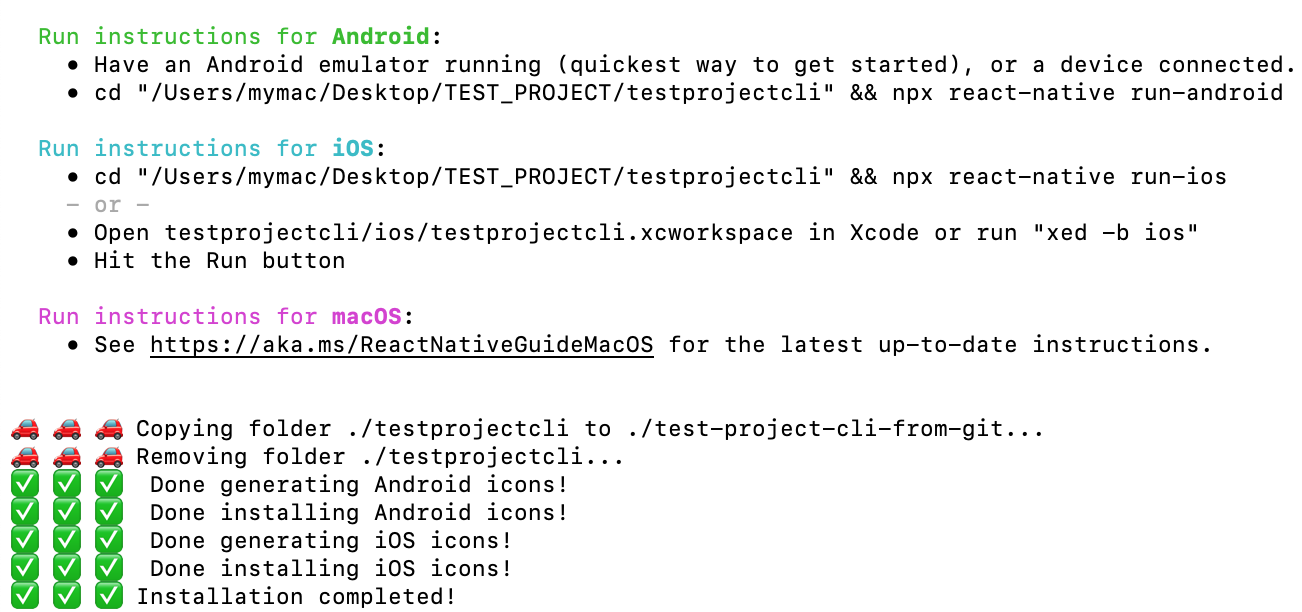 Run instructions for Android:
• Have an Android emulator running (quickest way to get started), or a device connected.
• cd "/Users/mymac/Desktop/TEST_PROJECT/testprojectcli" && npx react-native run-android
Run instructions for iOS:
• cd "/Users/mymac/Desktop/TEST_PROJECT/testprojectcli" && npx react-native run-ios
- or -
• Open testprojectcli/ios/testprojectcli.xcworkspace in Xcode or run "xed -b ios"
• Hit the Run button
Run instructions for macOS:
• See https://aka.ms/ReactNativeGuideMacOS for the latest up-to-date instructions.
🚗 🚗 🚗 Copying folder ./testprojectcli to ./test-project-cli-from-git...
🚗 🚗 🚗 Removing folder ./testprojectcli...
✅ ✅ ✅ Done generating Android icons!
✅ ✅ ✅ Done installing Android icons!
✅ ✅ ✅ Done generating iOS icons!
✅ ✅ ✅ Done installing iOS icons!
✅ ✅ ✅ Installation completed!